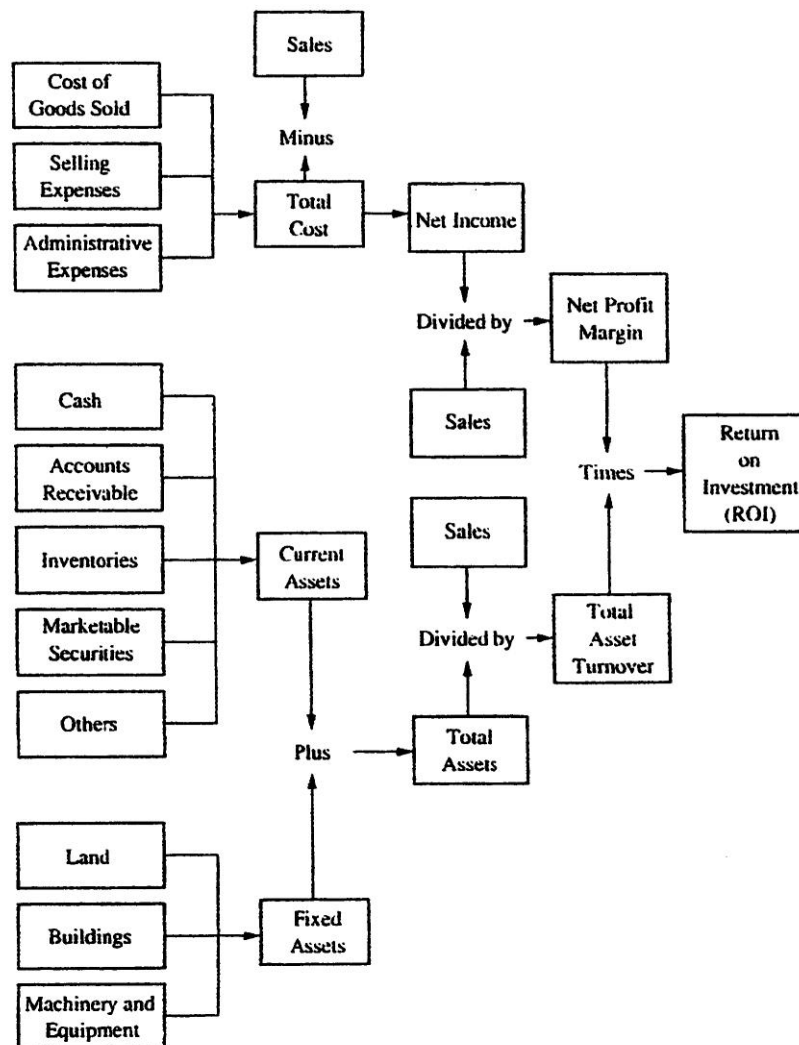 Sales
Cost of
Goods Sold
Minus
Selling
Expenses
Total
Cost
Net Income
Administrative
Expenses
Divided by
Net Profit
Margin
Cash
Sales
Accounts
Receivable
Times
Return
on
Investment
(ROI)
Sales
Inventories
Current
Assets
Marketable
Securities
Divided by
Total
Asset
Turnover
Others
Plus
Total
Assets
Land
Buildings
Fixed
Assets
Machinery and
Equipment